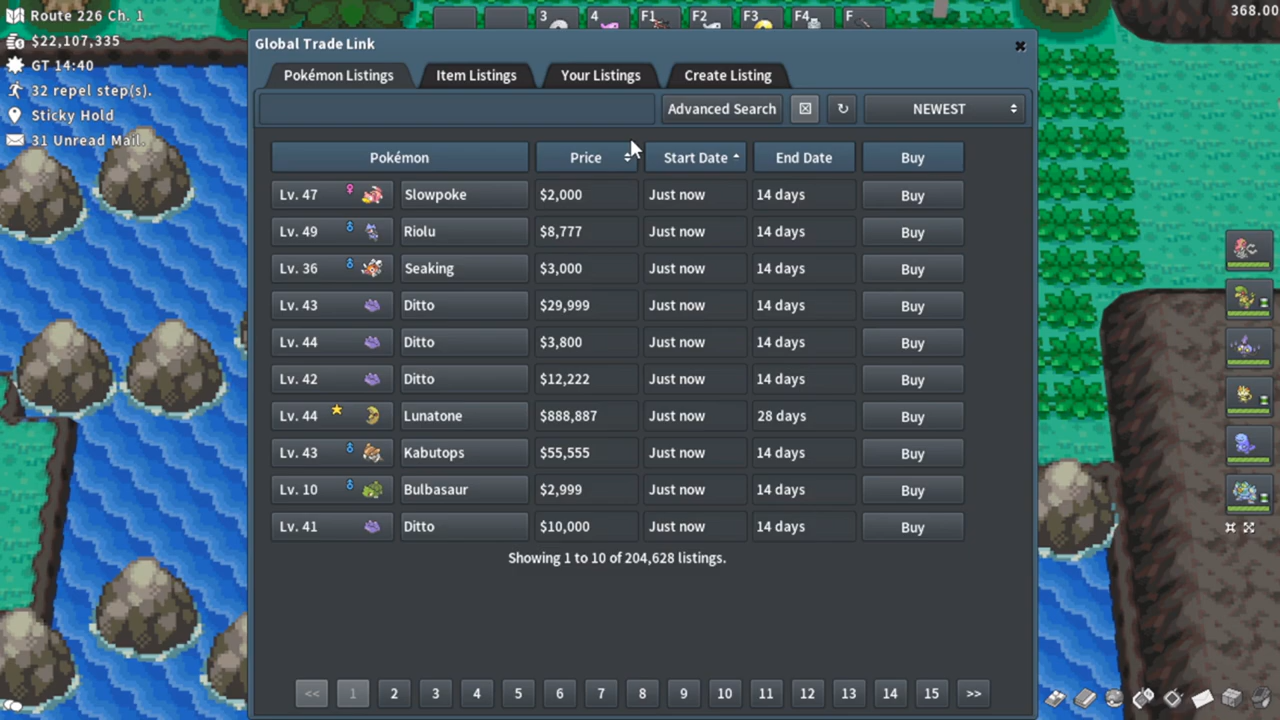 Route 226 Ch. 1
$22,107,335
GT 14:40
32 repel step(s).
Sticky Hold
31 Unread Mail.
3 4 F1 F2 F3 F4 F
368.00
Global Trade Link
Pokémon Listings Item Listings Your Listings Create Listing
Advanced Search NEWEST
Pokémon Price Start Date End Date Buy
Lv. 47 Slowpoke $2,000 Just now 14 days Buy
Lv. 49 Riolu $8,777 Just now 14 days Buy
Lv. 36 Seaking $3,000 Just now 14 days Buy
Lv. 43 Ditto $29,999 Just now 14 days Buy
Lv. 44 Ditto $3,800 Just now 14 days Buy
Lv. 42 Ditto $12,222 Just now 14 days Buy
Lv. 44 Lunatone $888,887 Just now 28 days Buy
Lv. 43 Kabutops $55,555 Just now 14 days Buy
Lv. 10 Bulbasaur $2,999 Just now 14 days Buy
Lv. 41 Ditto $10,000 Just now 14 days Buy
Showing 1 to 10 of 204,628 listings.
<< 1 2 3 4 5 6 7 8 9 10 11 12 13 14 15 >>